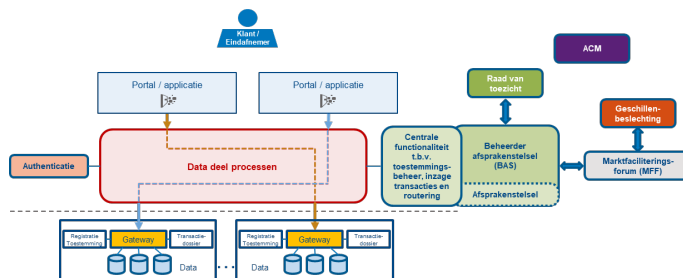 Klant /
Eindafnemer
ACM
Portal / applicatie
Portal / applicatie
Raad van
toezicht
Geschillen-
beslechting
Authenticatie
Data deel processen
Centrale
functionaliteit
t.b.v.
toestemmings-
beheer, inzage
transacties en
routering
Beheerder
afsprakenstelsel
(BAS)
Afsprakenstelsel
Marktfaciliterings-
forum (MFF)
Registratie
Toestemming
Gateway
Transactie-
dossier
Data
...
Registratie
Toestemming
Gateway
Transactie-
dossier
Data